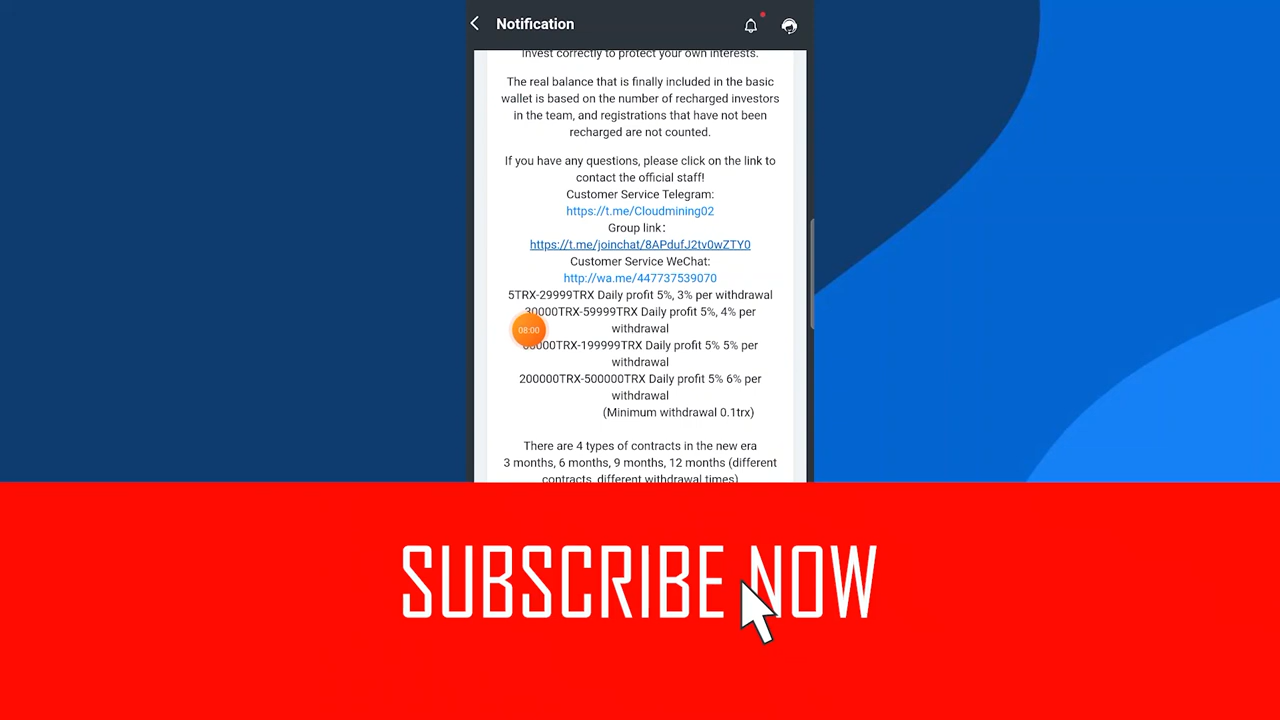 Notification
invest correctly to protect your own interests.
The real balance that is finally included in the basic
wallet is based on the number of recharged investors
in the team, and registrations that have not been
recharged are not counted.
If you have any questions, please click on the link to
contact the official staff!
Customer Service Telegram:
https://t.me/Cloudmining02
Group link：
https://t.me/joinchat/8APdufJ2tv0wZTY0
Customer Service WeChat:
http://wa.me/447737539070
5TRX-29999TRX Daily profit 5%, 3% per withdrawal
30000TRX-59999TRX Daily profit 5%, 4% per
withdrawal
08:00
TRX-199999TRX Daily profit 5% 5% per
withdrawal
200000TRX-500000TRX Daily profit 5% 6% per
withdrawal
(Minimum withdrawal 0.1trx)
There are 4 types of contracts in the new era
3 months, 6 months, 9 months, 12 months (different
contracts, different withdrawal times)
SUBSCRIBE NOW